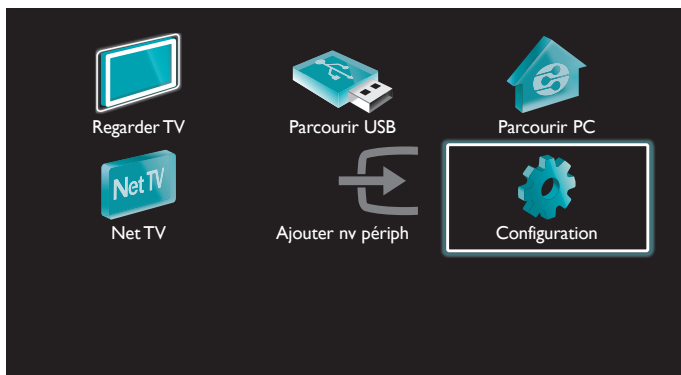 Regarder TV
Parcourir USB
Parcourir PC
Net TV
Net TV
Ajouter nv périph
Configuration